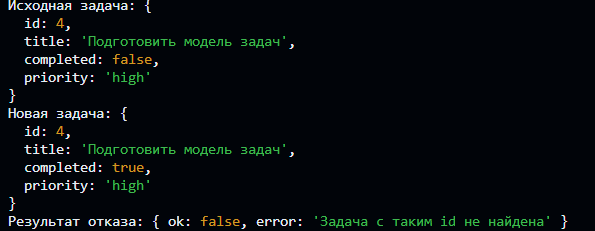 Исходная задача: {
  id: 4,
  title: 'Подготовить модель задач',
  completed: false,
  priority: 'high'
}
Новая задача: {
  id: 4,
  title: 'Подготовить модель задач',
  completed: true,
  priority: 'high'
}
Результат отказа: { ok: false, error: 'Задача с таким id не найдена' }